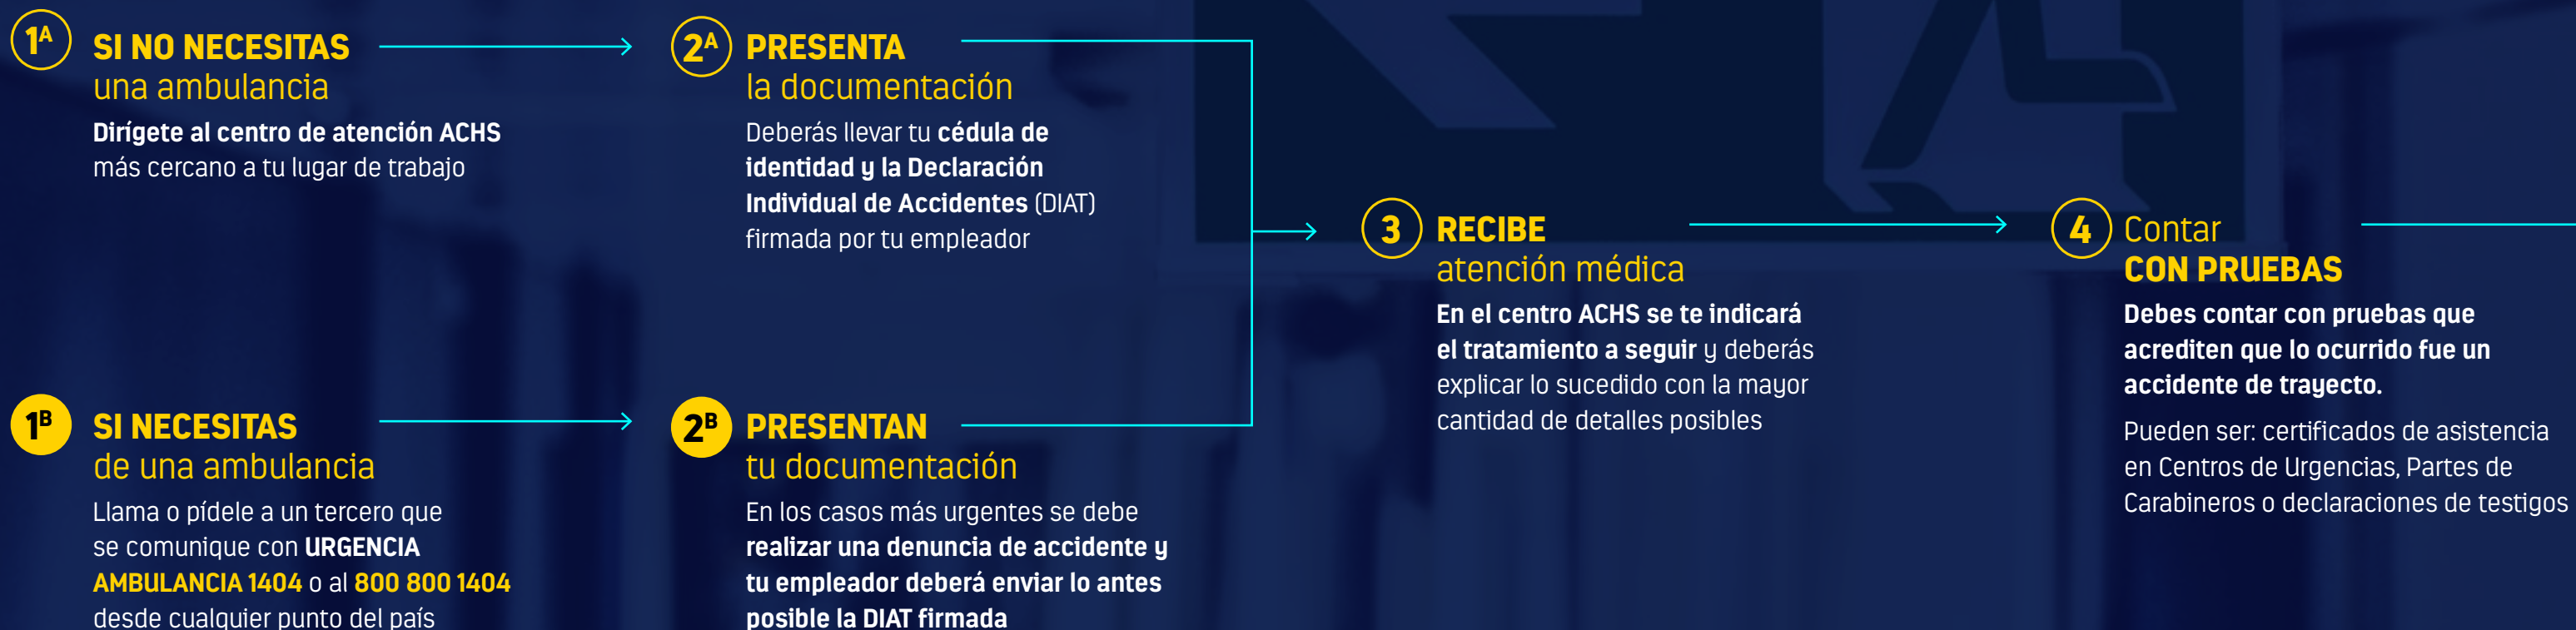 1A
SI NO NECESITAS
una ambulancia
Dirígete al centro de atención ACHS
más cercano a tu lugar de trabajo
2A
PRESENTA
la documentación
Deberás llevar tu cédula de
identidad y la Declaración
Individual de Accidentes (DIAT)
firmada por tu empleador
1B
SI NECESITAS
de una ambulancia
Llama o pídele a un tercero que
se comunique con URGENCIA
AMBULANCIA 1404 o al 800 800 1404
desde cualquier punto del país
2B
PRESENTAN
tu documentación
En los casos más urgentes se debe
realizar una denuncia de accidente y
tu empleador deberá enviar lo antes
posible la DIAT firmada
3
RECIBE
atención médica
En el centro ACHS se te indicará
el tratamiento a seguir y deberás
explicar lo sucedido con la mayor
cantidad de detalles posibles
4
Contar
CON PRUEBAS
Debes contar con pruebas que
acrediten que lo ocurrido fue un
accidente de trayecto.
Pueden ser: certificados de asistencia
en Centros de Urgencias, Partes de
Carabineros o declaraciones de testigos